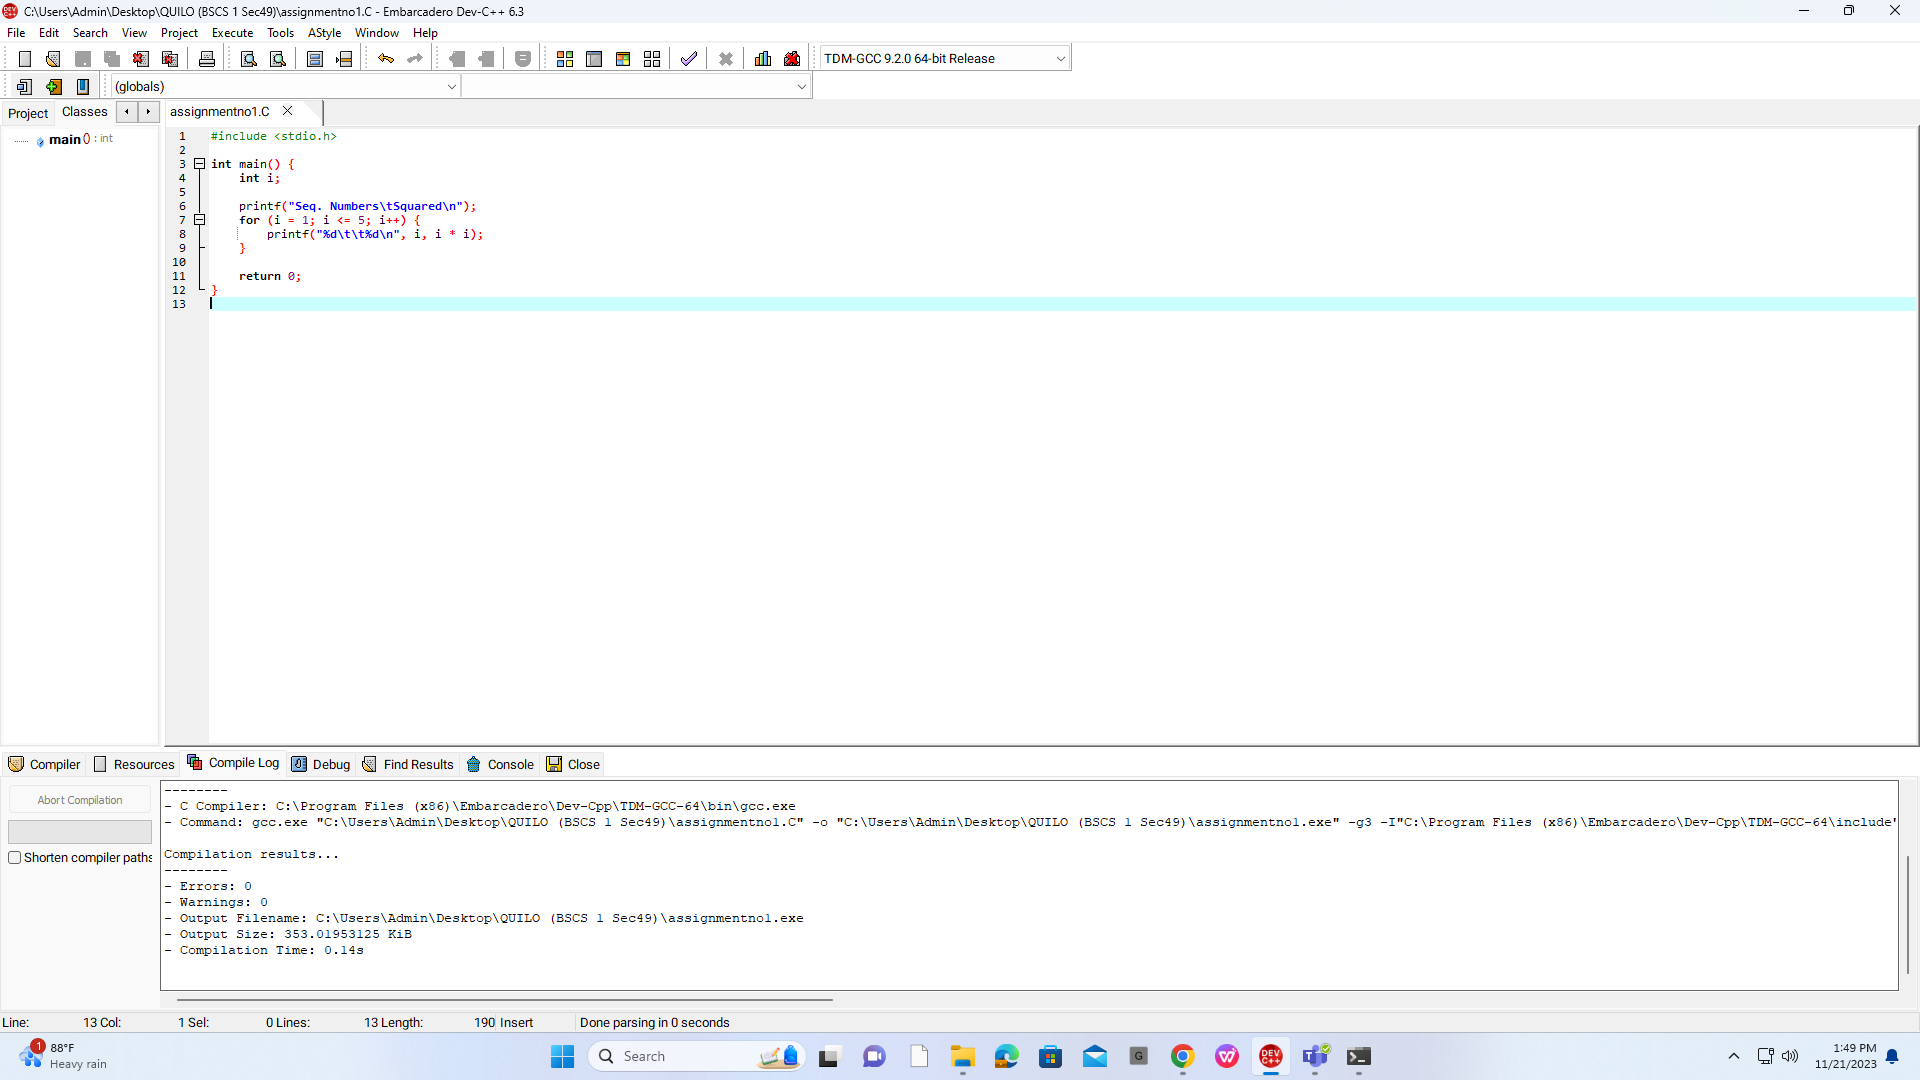 C:\Users\Admin\Desktop\QUILO (BSCS 1 Sec49)\assignmentno1.C - Embarcadero Dev-C++ 6.3
File Edit Search View Project Execute Tools AStyle Window Help
TDM-GCC 9.2.0 64-bit Release
(globals)
Project Classes assignmentno1.C
main () : int
1 #include <stdio.h>
2
3 int main() {
4 int i;
5
6 printf("Seq. Numbers\tSquared\n");
7 for (i = 1; i <= 5; i++) {
8 printf("%d\t\t%d\n", i, i * i);
9 }
10
11 return 0;
12 }
13
Compiler Resources Compile Log Debug Find Results Console Close
Abort Compilation
Shorten compiler paths
--------
- C Compiler: C:\Program Files (x86)\Embarcadero\Dev-Cpp\TDM-GCC-64\bin\gcc.exe
- Command: gcc.exe "C:\Users\Admin\Desktop\QUILO (BSCS 1 Sec49)\assignmentno1.C" -o "C:\Users\Admin\Desktop\QUILO (BSCS 1 Sec49)\assignmentno1.exe" -g3 -I"C:\Program Files (x86)\Embarcadero\Dev-Cpp\TDM-GCC-64\include"
Compilation results...
--------
- Errors: 0
- Warnings: 0
- Output Filename: C:\Users\Admin\Desktop\QUILO (BSCS 1 Sec49)\assignmentno1.exe
- Output Size: 353.01953125 KiB
- Compilation Time: 0.14s
Line: 13 Col: 1 Sel: 0 Lines: 13 Length: 190 Insert Done parsing in 0 seconds
1
88°F
Heavy rain
Search
G
W
DEV C++
T
1:49 PM
11/21/2023